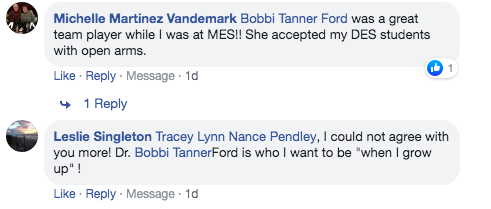 Michelle Martinez Vandemark Bobbi Tanner Ford was a great
team player while I was at MES!! She accepted my DES students
with open arms.
1
Like · Reply · Message · 1d
1 Reply
Leslie Singleton Tracey Lynn Nance Pendley, I could not agree with
you more! Dr. Bobbi TannerFord is who I want to be "when I grow
up" !
Like · Reply · Message · 1d